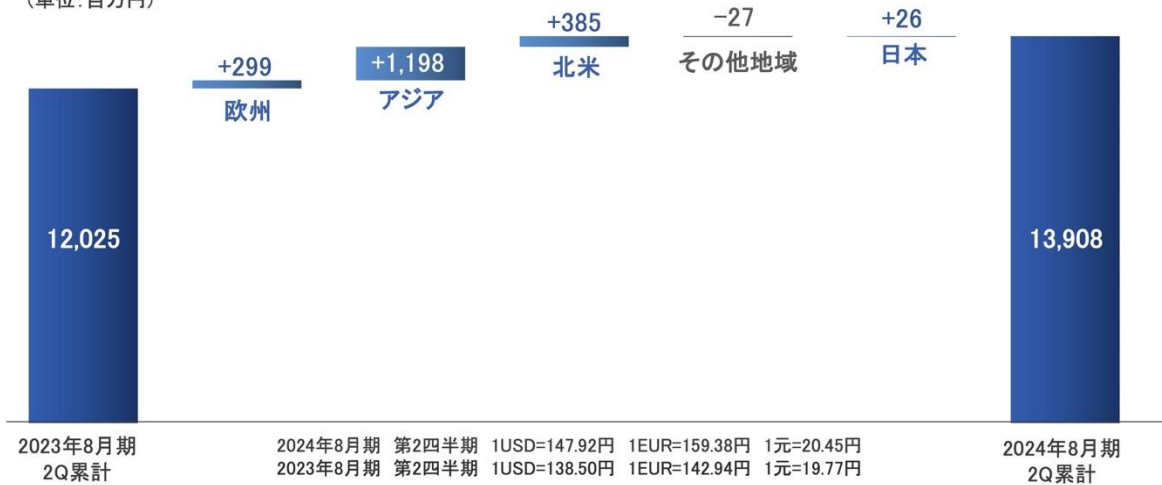 （単位：百万円）
+299
欧州
+1,198
アジア
+385
北米
−27
その他地域
+26
日本
12,025
13,908
2023年8月期
2Q累計
2024年8月期 第2四半期 1USD=147.92円 1EUR=159.38円 1元=20.45円
2023年8月期 第2四半期 1USD=138.50円 1EUR=142.94円 1元=19.77円
2024年8月期
2Q累計